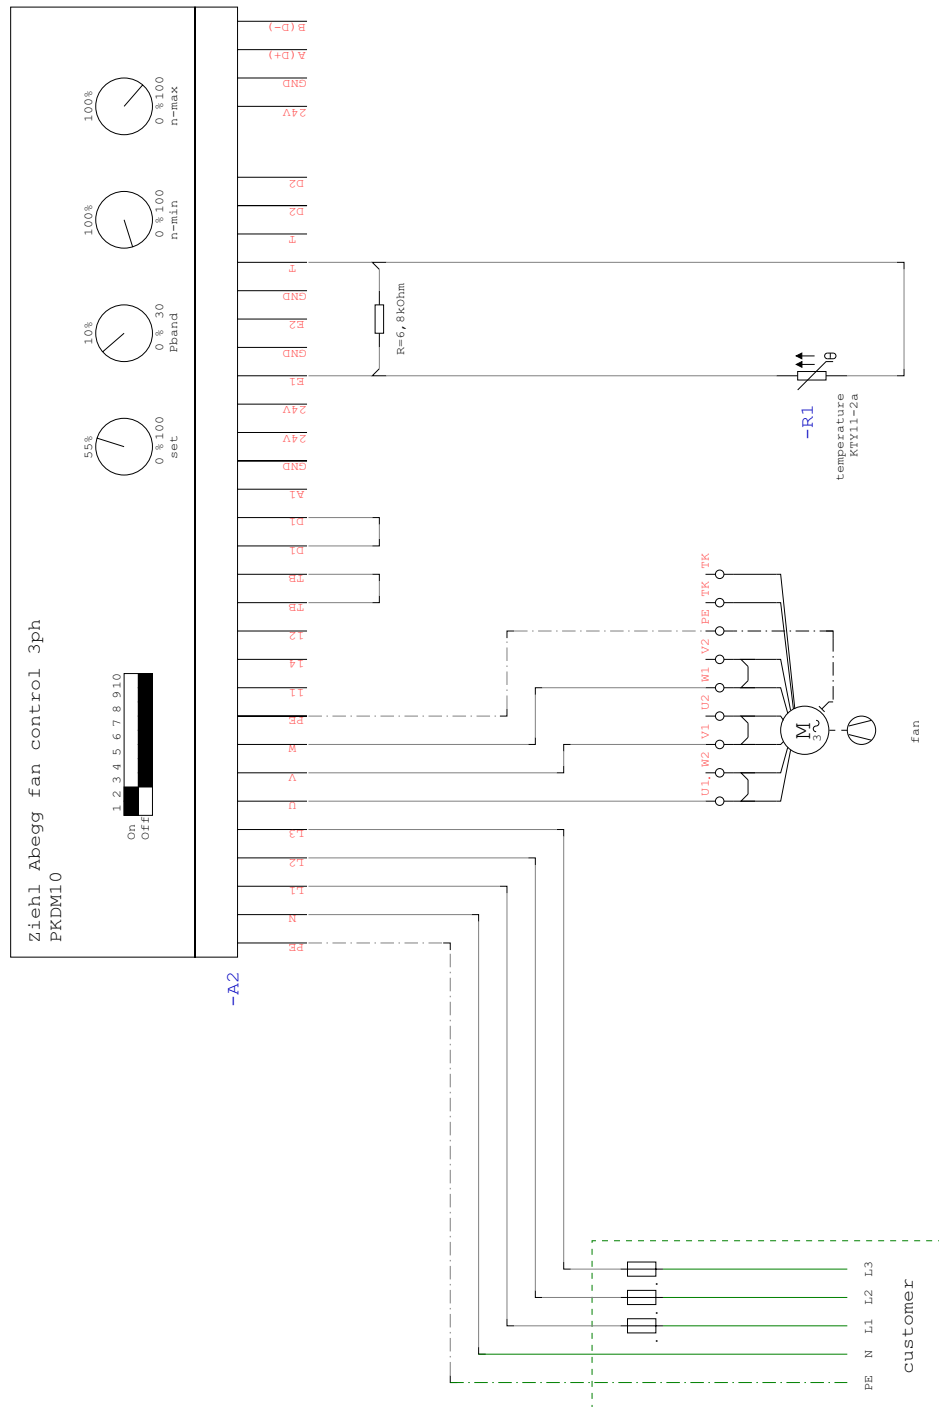 Ziehl Abegg fan control 3ph
PKDM10
1 2 3 4 5 6 7 8 9 10
On
Off
55%
0 % 100
set
10%
0 % 30
Pband
100%
0 % 100
n-min
100%
0 % 100
n-max
-A2
PE
N
L1
L2
L3
U
V
W
PE
11
14
12
TB
TB
D1
D1
A1
GND
24V
24V
E1
GND
E2
GND
T
T
D2
D2
24V
GND
A(D+)
B(D-)
R=6,8kOhm
-R1
θ
temperature
KTY11-2a
U1
W2
V1
U2
W1
V2
PE
TK
TK
M
3~
fan
PE
N
L1
L2
L3
customer